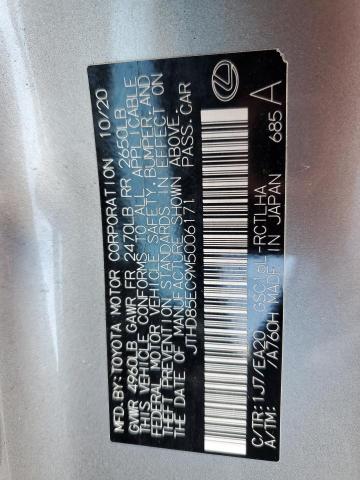 MFD. BY: TOYOTA MOTOR CORPORATION 10/20
GVWR 4960LB GAWR FR 2470LB RR 2650LB
THIS VEHICLE CONFORMS TO ALL APPLICABLE
FEDERAL MOTOR VEHICLE SAFETY, BUMPER, AND
THEFT PREVENTION STANDARDS IN EFFECT ON
THE DATE OF MANUFACTURE SHOWN ABOVE.
JTHD85EC9M5006171 PASS. CAR
C/TR: 1J7/EA20 GSC16L-RCTLHA
A/TM: /A760H MADE IN JAPAN 685 A